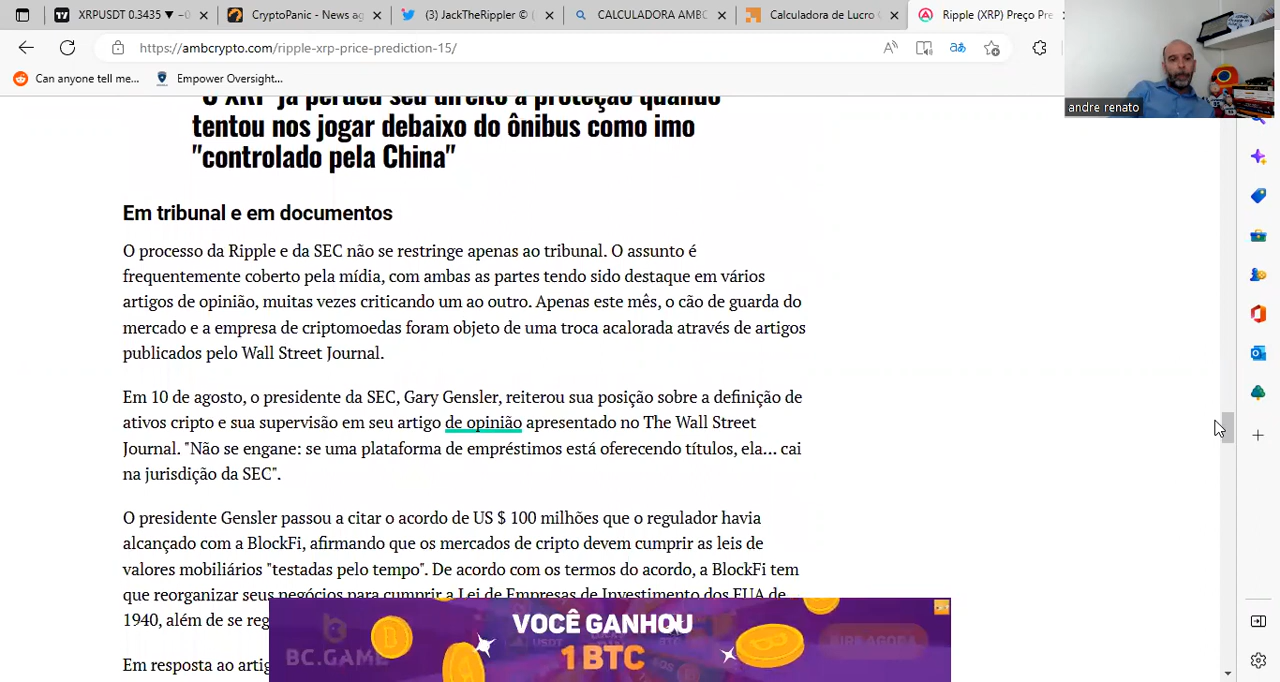 XRPUSDT 0.3435 ▼ −0
CryptoPanic - News ag
(3) JackTheRippler ©
CALCULADORA AMBC
Calculadora de Lucro C
Ripple (XRP) Preço Pre
https://ambcrypto.com/ripple-xrp-price-prediction-15/
Can anyone tell me...
Empower Oversight...
andre renato
"O XRP já perdeu seu direito à proteção quando
tentou nos jogar debaixo do ônibus como imo
"controlado pela China"
Em tribunal e em documentos
O processo da Ripple e da SEC não se restringe apenas ao tribunal. O assunto é
frequentemente coberto pela mídia, com ambas as partes tendo sido destaque em vários
artigos de opinião, muitas vezes criticando um ao outro. Apenas este mês, o cão de guarda do
mercado e a empresa de criptomoedas foram objeto de uma troca acalorada através de artigos
publicados pelo Wall Street Journal.
Em 10 de agosto, o presidente da SEC, Gary Gensler, reiterou sua posição sobre a definição de
ativos cripto e sua supervisão em seu artigo de opinião apresentado no The Wall Street
Journal. "Não se engane: se uma plataforma de empréstimos está oferecendo títulos, ela... cai
na jurisdição da SEC".
O presidente Gensler passou a citar o acordo de US $ 100 milhões que o regulador havia
alcançado com a BlockFi, afirmando que os mercados de cripto devem cumprir as leis de
valores mobiliários "testadas pelo tempo". De acordo com os termos do acordo, a BlockFi tem
que reorganizar seus negócios para cumprir a Lei de Empresas de Investimento dos EUA de
1940, além de se reg
Em resposta ao artig
BC.GAME
VOCÊ GANHOU
1 BTC